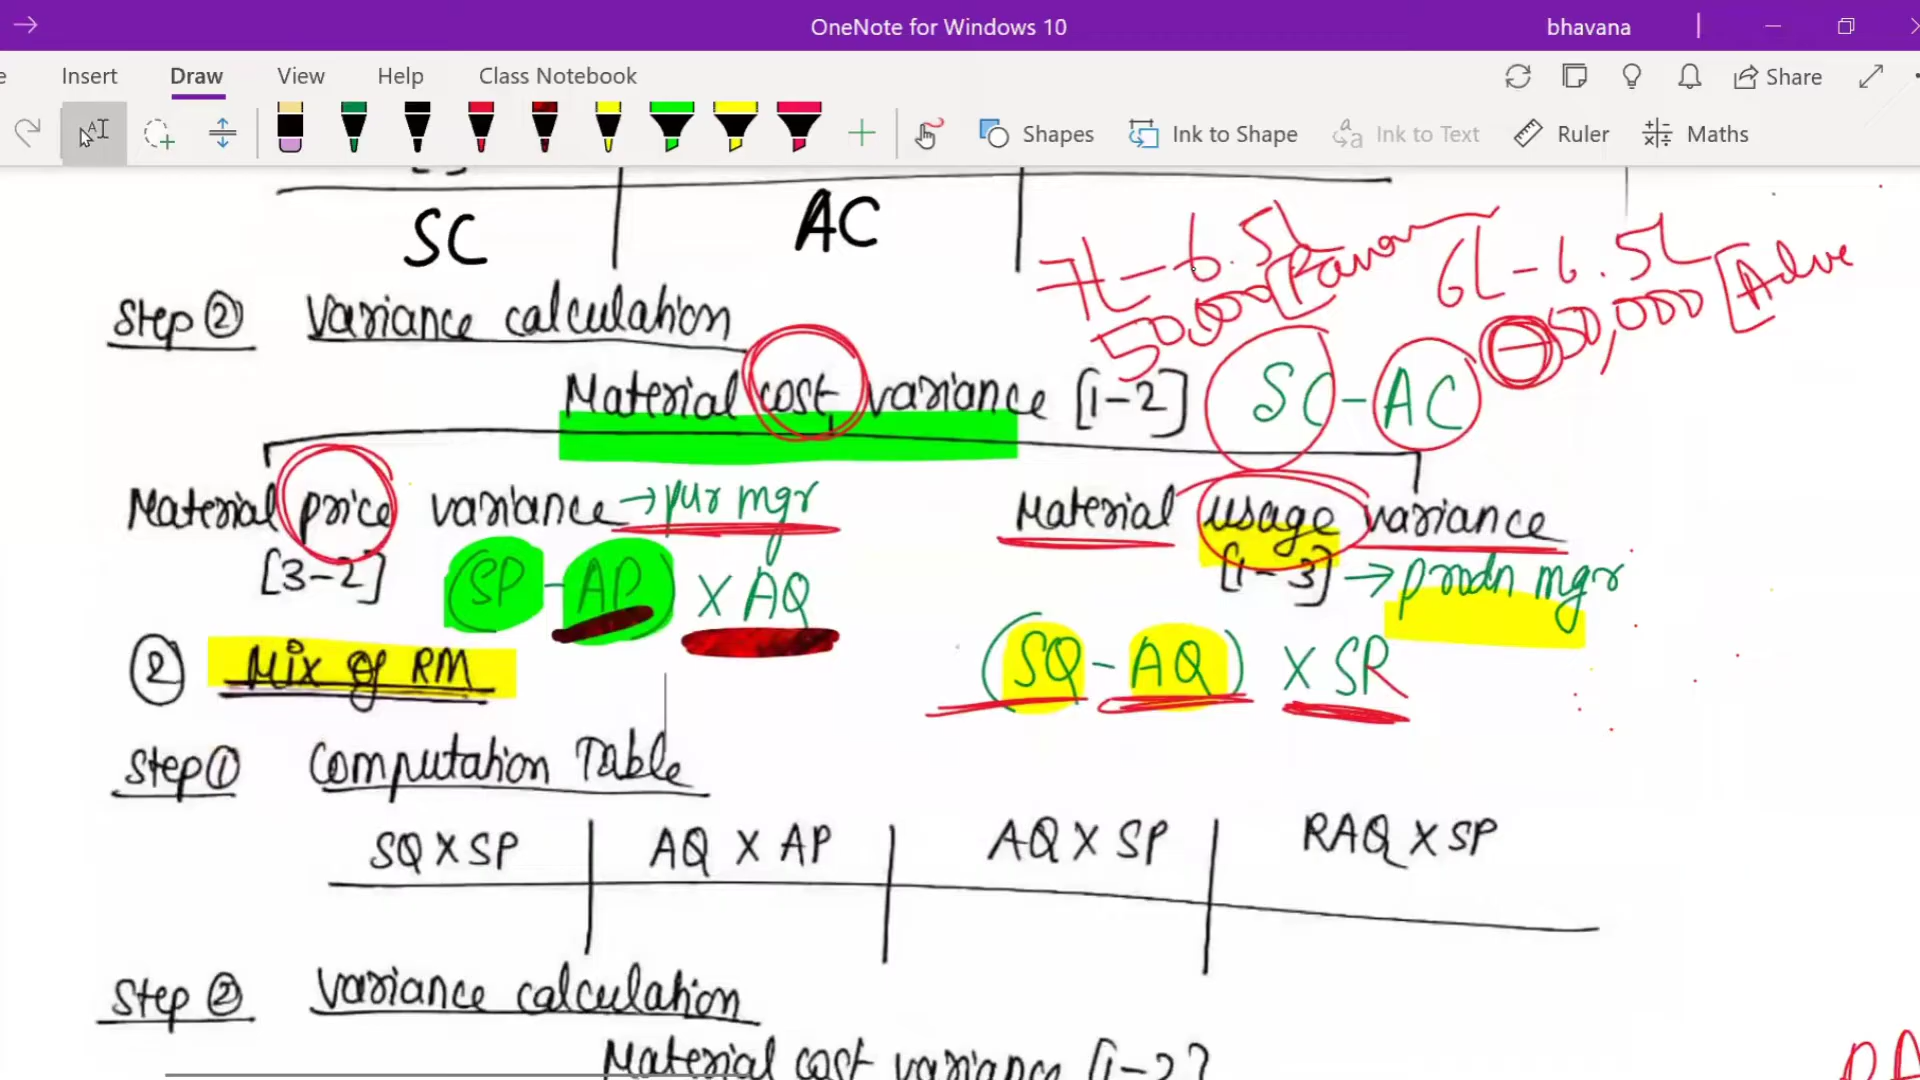 OneNote for Windows 10
bhavana
Insert Draw View Help Class Notebook Share
Shapes Ink to Shape Ink to Text Ruler Maths
SC AC
7L - 6.5L 6L - 6.5L
50,000 -50,000
Step ② Variance calculation
Material cost variance [1-2] SC - AC
Material price variance → pur mgr Material usage variance
[3-2] (SP - AP) X AQ [1-3] → prodn mgr
② Mix of RM (SQ - AQ) X SR
Step ① Computation Table
SQ X SP AQ X AP AQ X SP RAQ X SP
Step ② Variance calculation
Material cost variance [1-2]